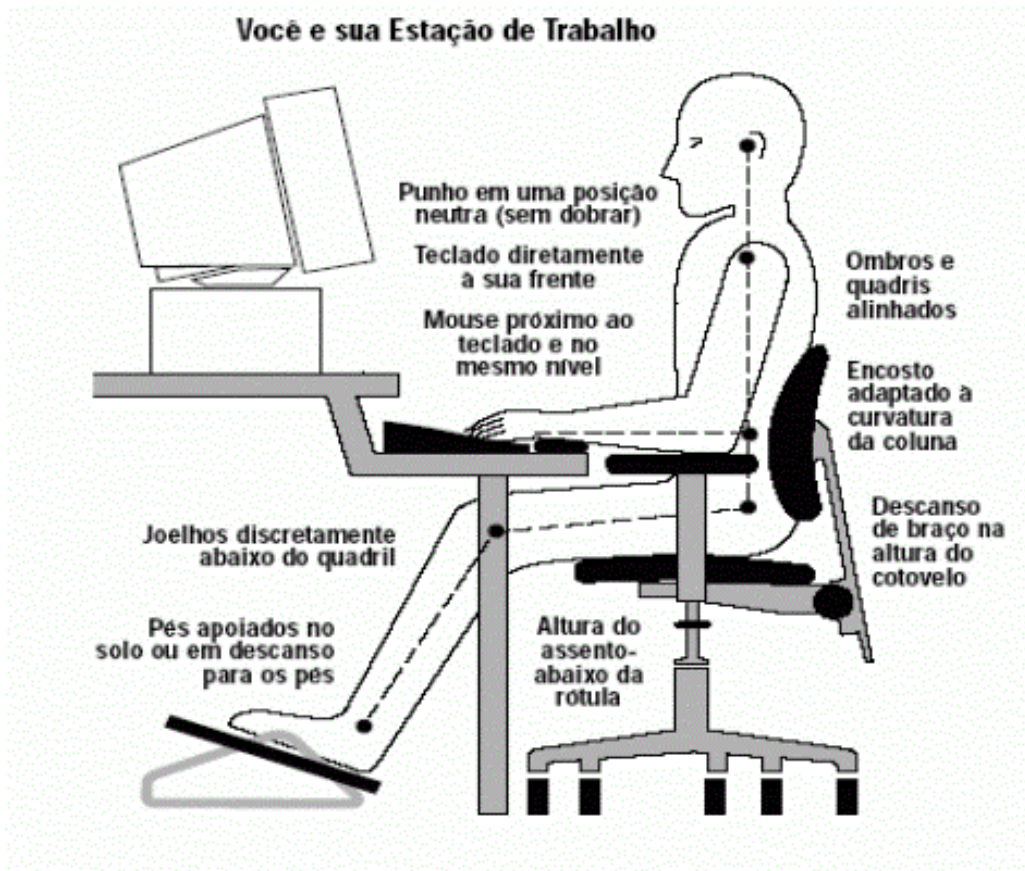 Você e sua Estação de Trabalho
Punho em uma posição
neutra (sem dobrar)
Teclado diretamente
à sua frente
Mouse próximo ao
teclado e no
mesmo nível
Ombros e
quadris
alinhados
Encosto
adaptado à
curvatura
da coluna
Descanso
de braço na
altura do
cotovelo
Joelhos discretamente
abaixo do quadril
Pés apoiados no
solo ou em descanso
para os pés
Altura do
assento-
abaixo da
rótula